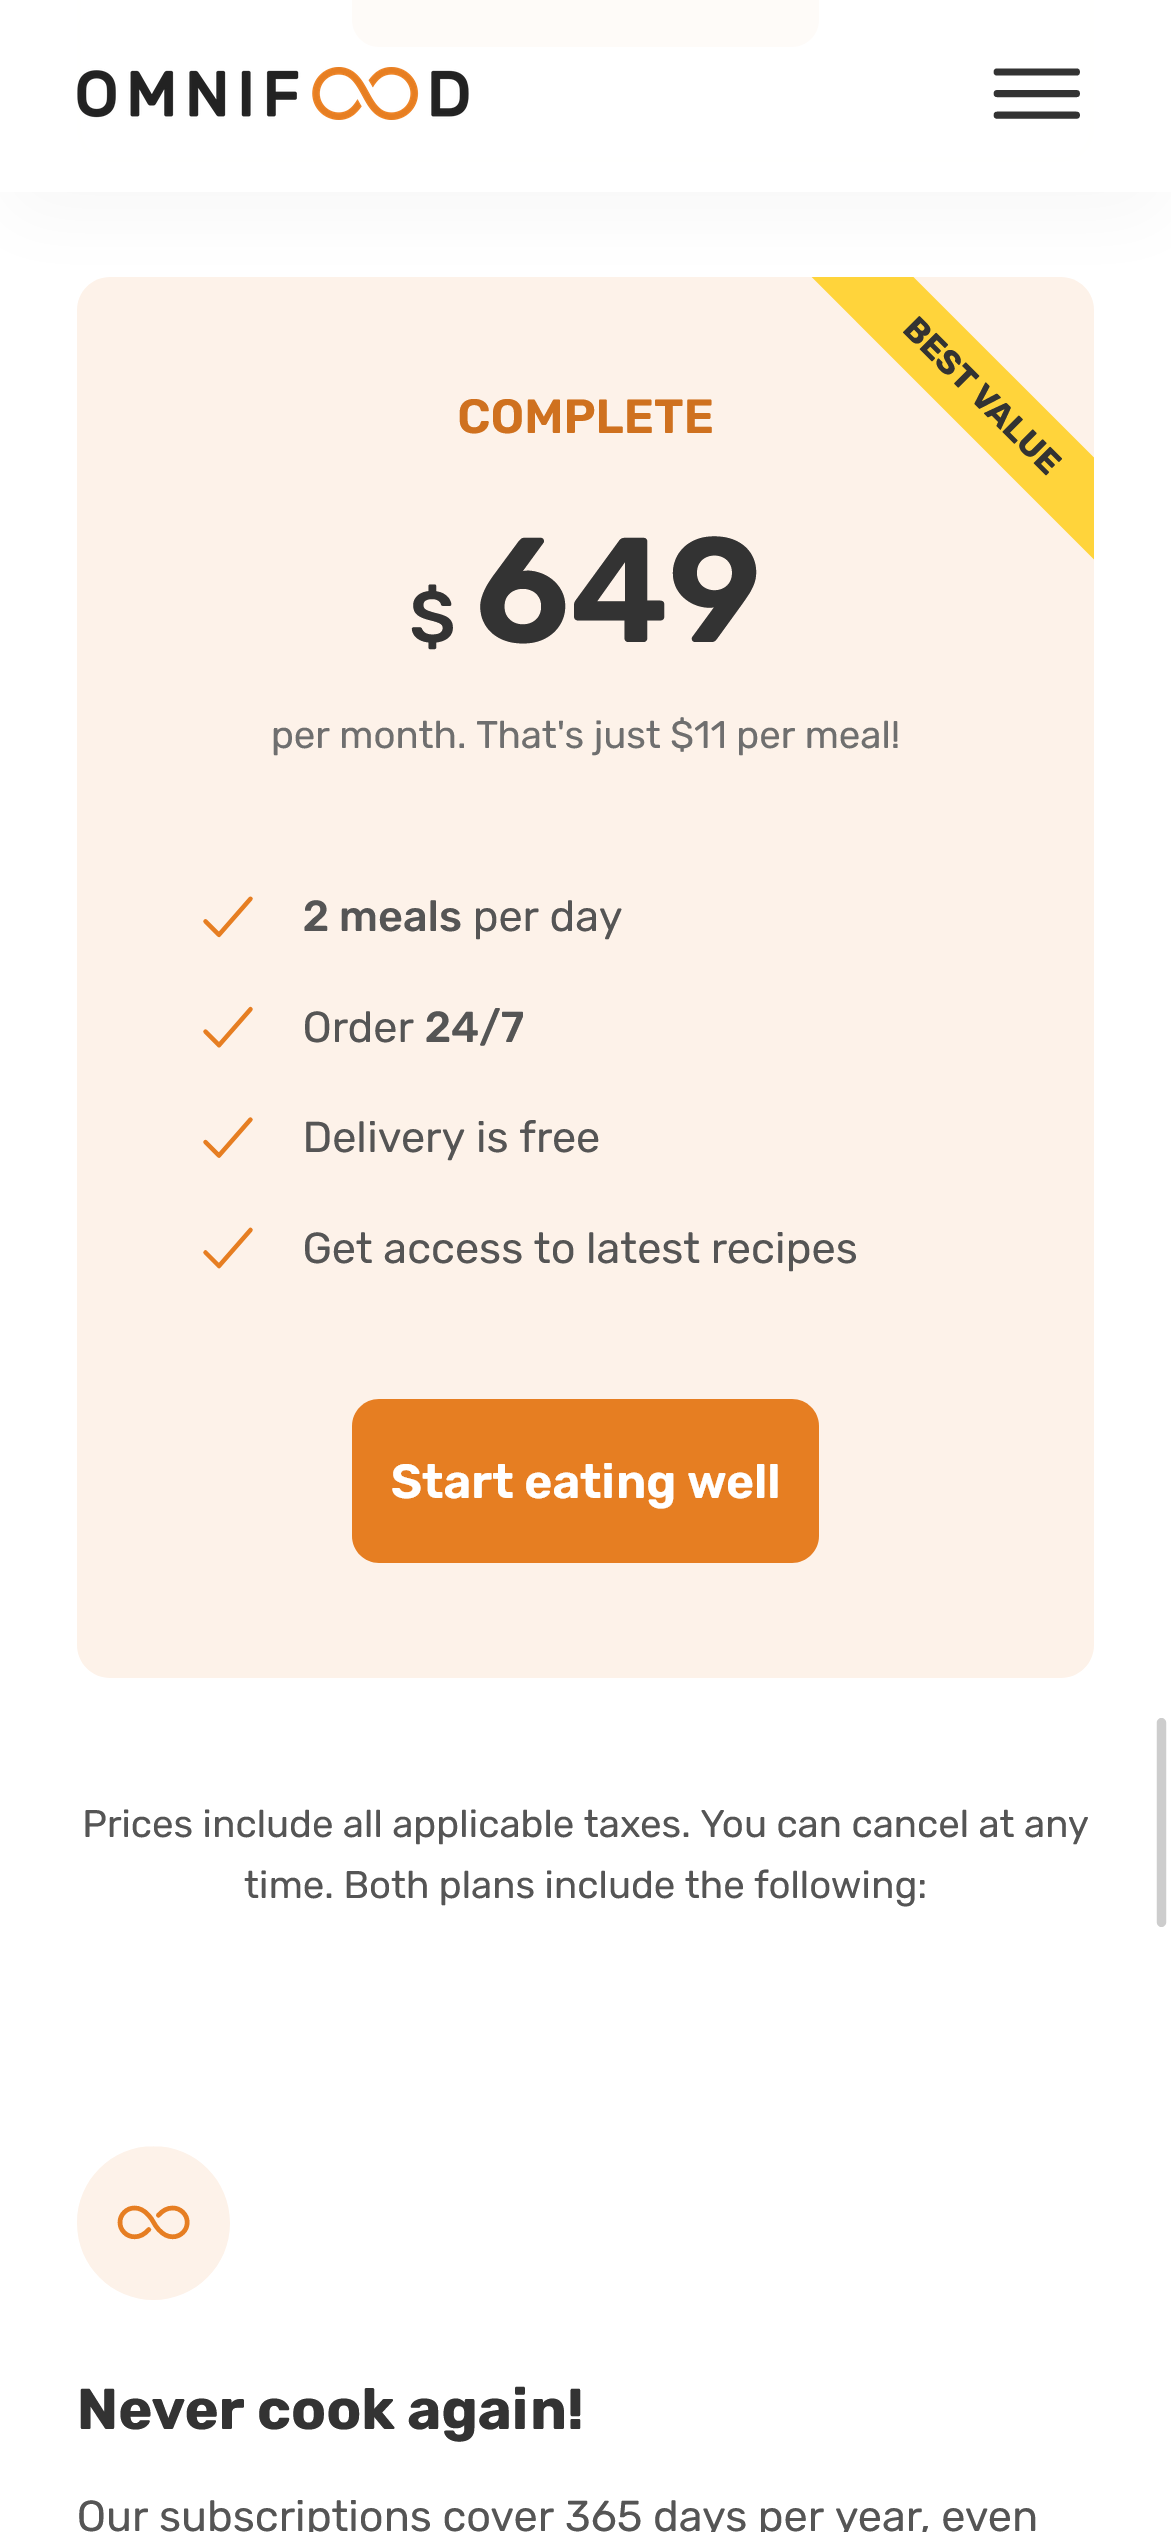 OMNIFOOD
BEST VALUE
COMPLETE
$ 649
per month. That's just $11 per meal!
2 meals per day
Order 24/7
Delivery is free
Get access to latest recipes
Start eating well
Prices include all applicable taxes. You can cancel at any
time. Both plans include the following:
Never cook again!
Our subscriptions cover 365 days per year, even